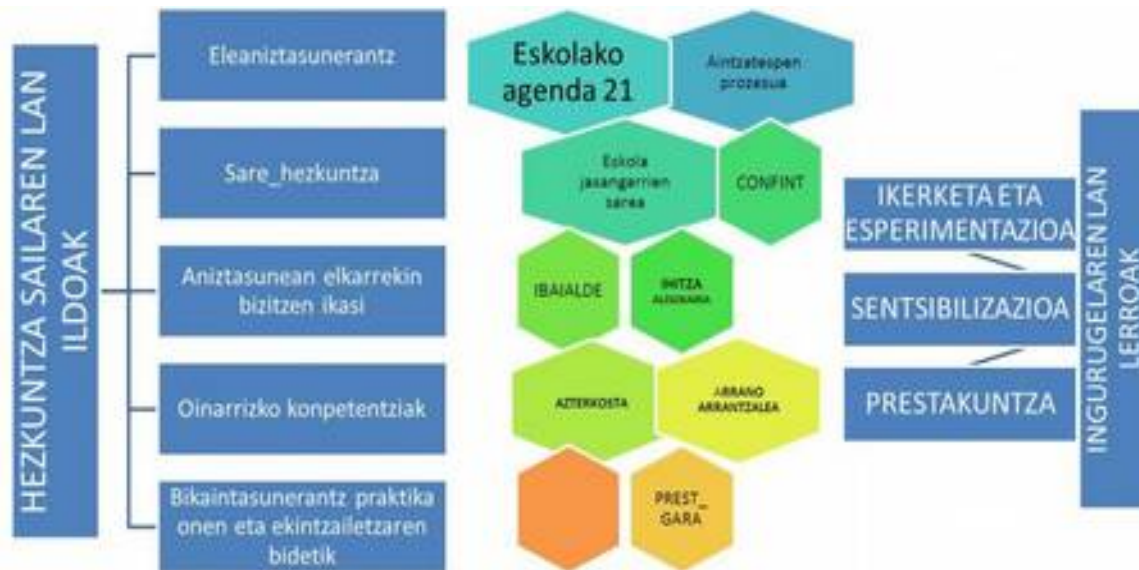 HEZKUNTZA SAILAREN LAN
ILDOAK
Eleaniztasunerantz
Sare_hezkuntza
Aniztasunean elkarrekin
bizitzen ikasi
Oinarrizko konpetentziak
Bikaintasunerantz praktika
onen eta ekintzailetzaren
bidetik
Eskolako
agenda 21
Aintzatespen
prozesua
Eskola
jasangarrien
sarea
CONFINT
IBAIALDE
IHITZA
ALDIZKARIA
AZTERKOSTA
ARRANO
ARRANTZALEA
PREST_
GARA
IKERKETA ETA
ESPERIMENTAZIOA
SENTSIBILIZAZIOA
PRESTAKUNTZA
INGURUGELAREN LAN
LERROAK